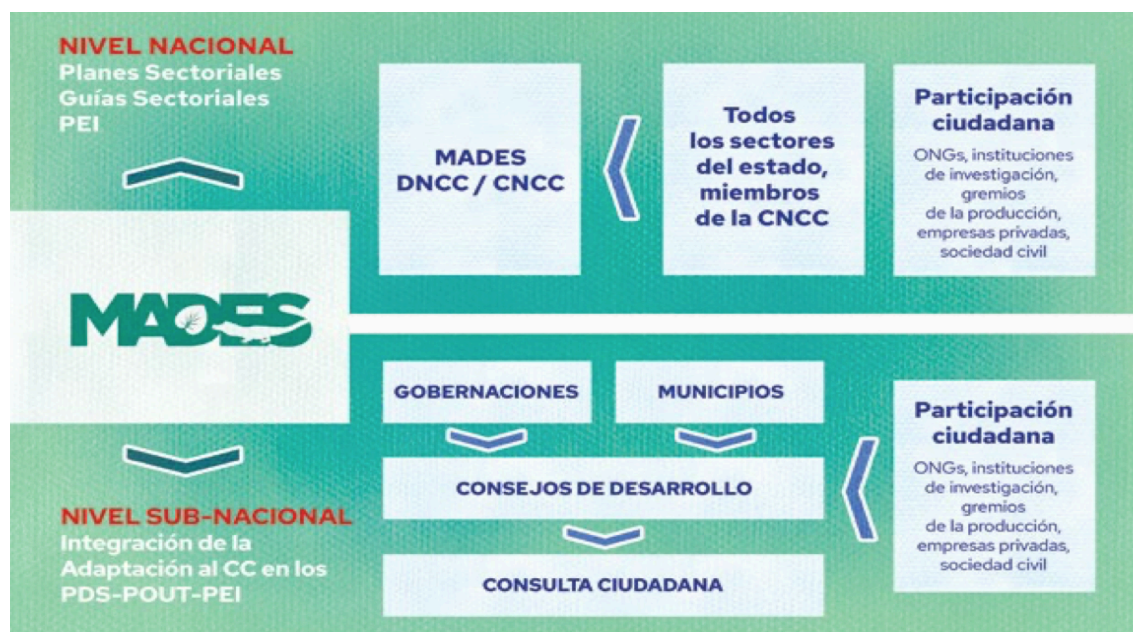 NIVEL NACIONAL
Planes Sectoriales
Guías Sectoriales
PEI
MADES
DNCC / CNCC
Todos
los sectores
del estado,
miembros
de la CNCC
Participación
ciudadana
ONGs, instituciones
de investigación,
gremios
de la producción,
empresas privadas,
sociedad civil
MADES
GOBERNACIONES
MUNICIPIOS
CONSEJOS DE DESARROLLO
CONSULTA CIUDADANA
Participación
ciudadana
ONGs, instituciones
de investigación,
gremios
de la producción,
empresas privadas,
sociedad civil
NIVEL SUB-NACIONAL
Integración de la
Adaptación al CC en los
PDS-POUT-PEI